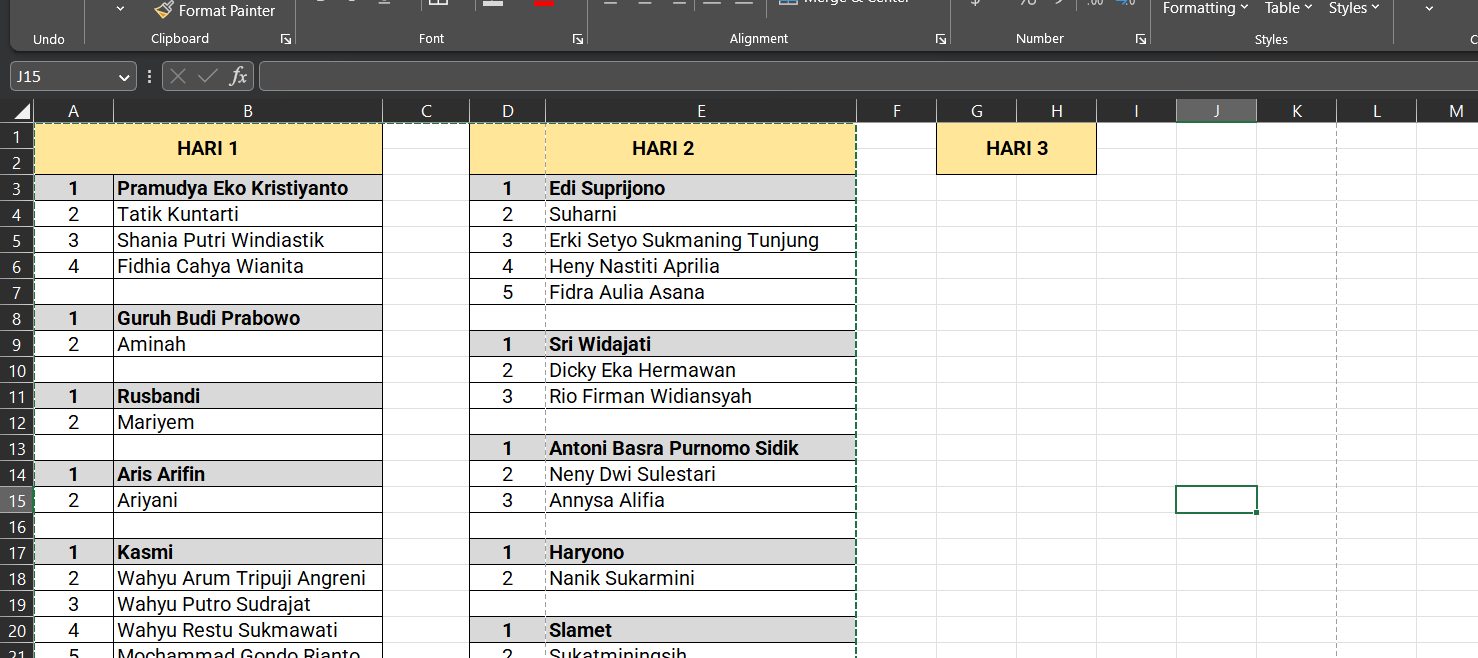 Format Painter
Formatting Table Styles
Undo Clipboard Font Alignment Number Styles
J15 fx
A B C D E F G H I J K L M
1 HARI 1 HARI 2 HARI 3
2
3 1 Pramudya Eko Kristiyanto 1 Edi Suprijono
4 2 Tatik Kuntarti 2 Suharni
5 3 Shania Putri Windiastik 3 Erki Setyo Sukmaning Tunjung
6 4 Fidhia Cahya Wianita 4 Heny Nastiti Aprilia
7 5 Fidra Aulia Asana
8 1 Guruh Budi Prabowo
9 2 Aminah 1 Sri Widajati
10 2 Dicky Eka Hermawan
11 1 Rusbandi 3 Rio Firman Widiansyah
12 2 Mariyem
13 1 Antoni Basra Purnomo Sidik
14 1 Aris Arifin 2 Neny Dwi Sulestari
15 2 Ariyani 3 Annysa Alifia
16
17 1 Kasmi 1 Haryono
18 2 Wahyu Arum Tripuji Angreni 2 Nanik Sukarmini
19 3 Wahyu Putro Sudrajat
20 4 Wahyu Restu Sukmawati 1 Slamet
21 5 Mochammad Gondo Rianto 2 Sukatminingsih